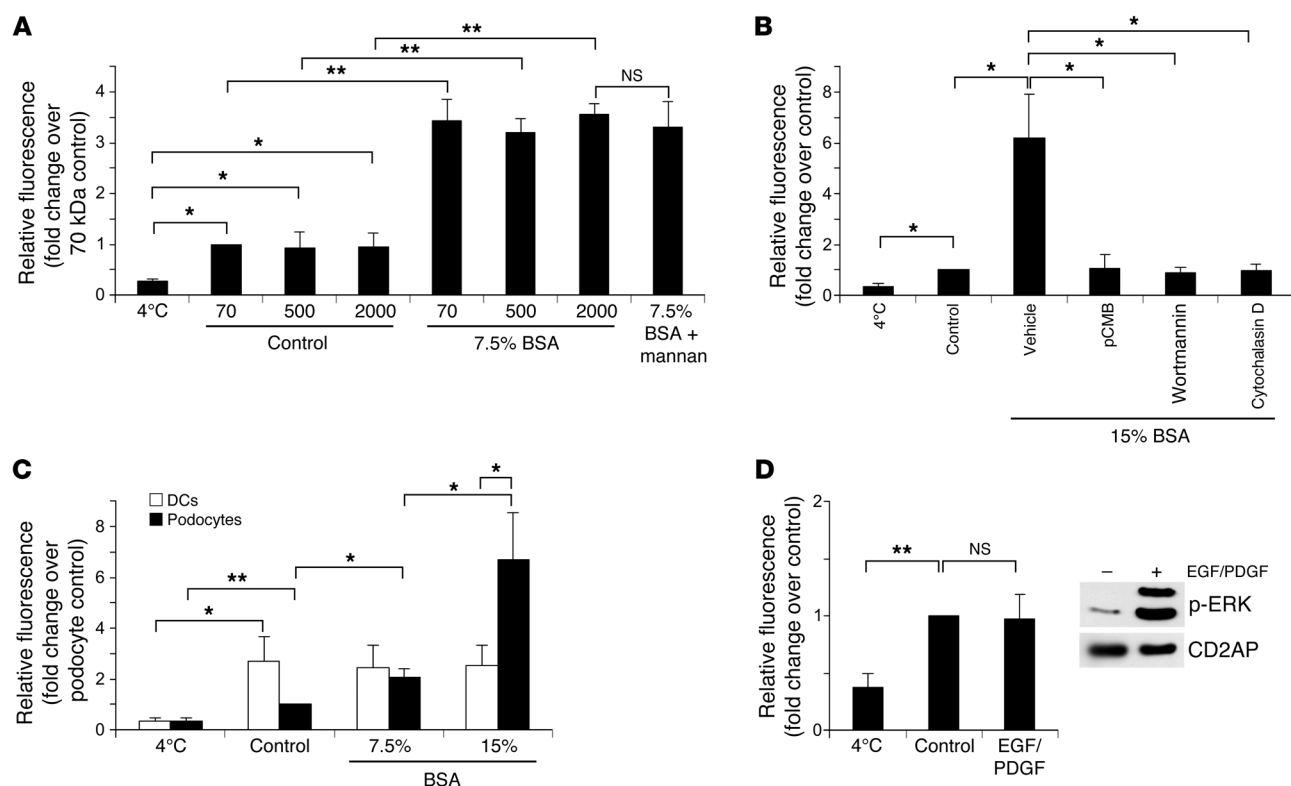 A
Relative fluorescence
(fold change over
70 kDa control)
4
3
2
1
0
**
**
**
NS
*
*
*
4°C
70
500
2000
70
500
2000
7.5%
BSA +
mannan
Control
7.5% BSA
B
Relative fluorescence
(fold change over control)
8
6
4
2
0
*
*
*
*
*
4°C
Control
Vehicle
pCMB
Wortmannin
Cytochalasin D
15% BSA
C
Relative fluorescence
(fold change over
podocyte control)
8
6
4
2
0
DCs
Podocytes
*
*
*
**
*
4°C
Control
7.5%
15%
BSA
D
Relative fluorescence
(fold change over control)
2
1
0
**
NS
4°C
Control
EGF/
PDGF
− + EGF/PDGF
p-ERK
CD2AP